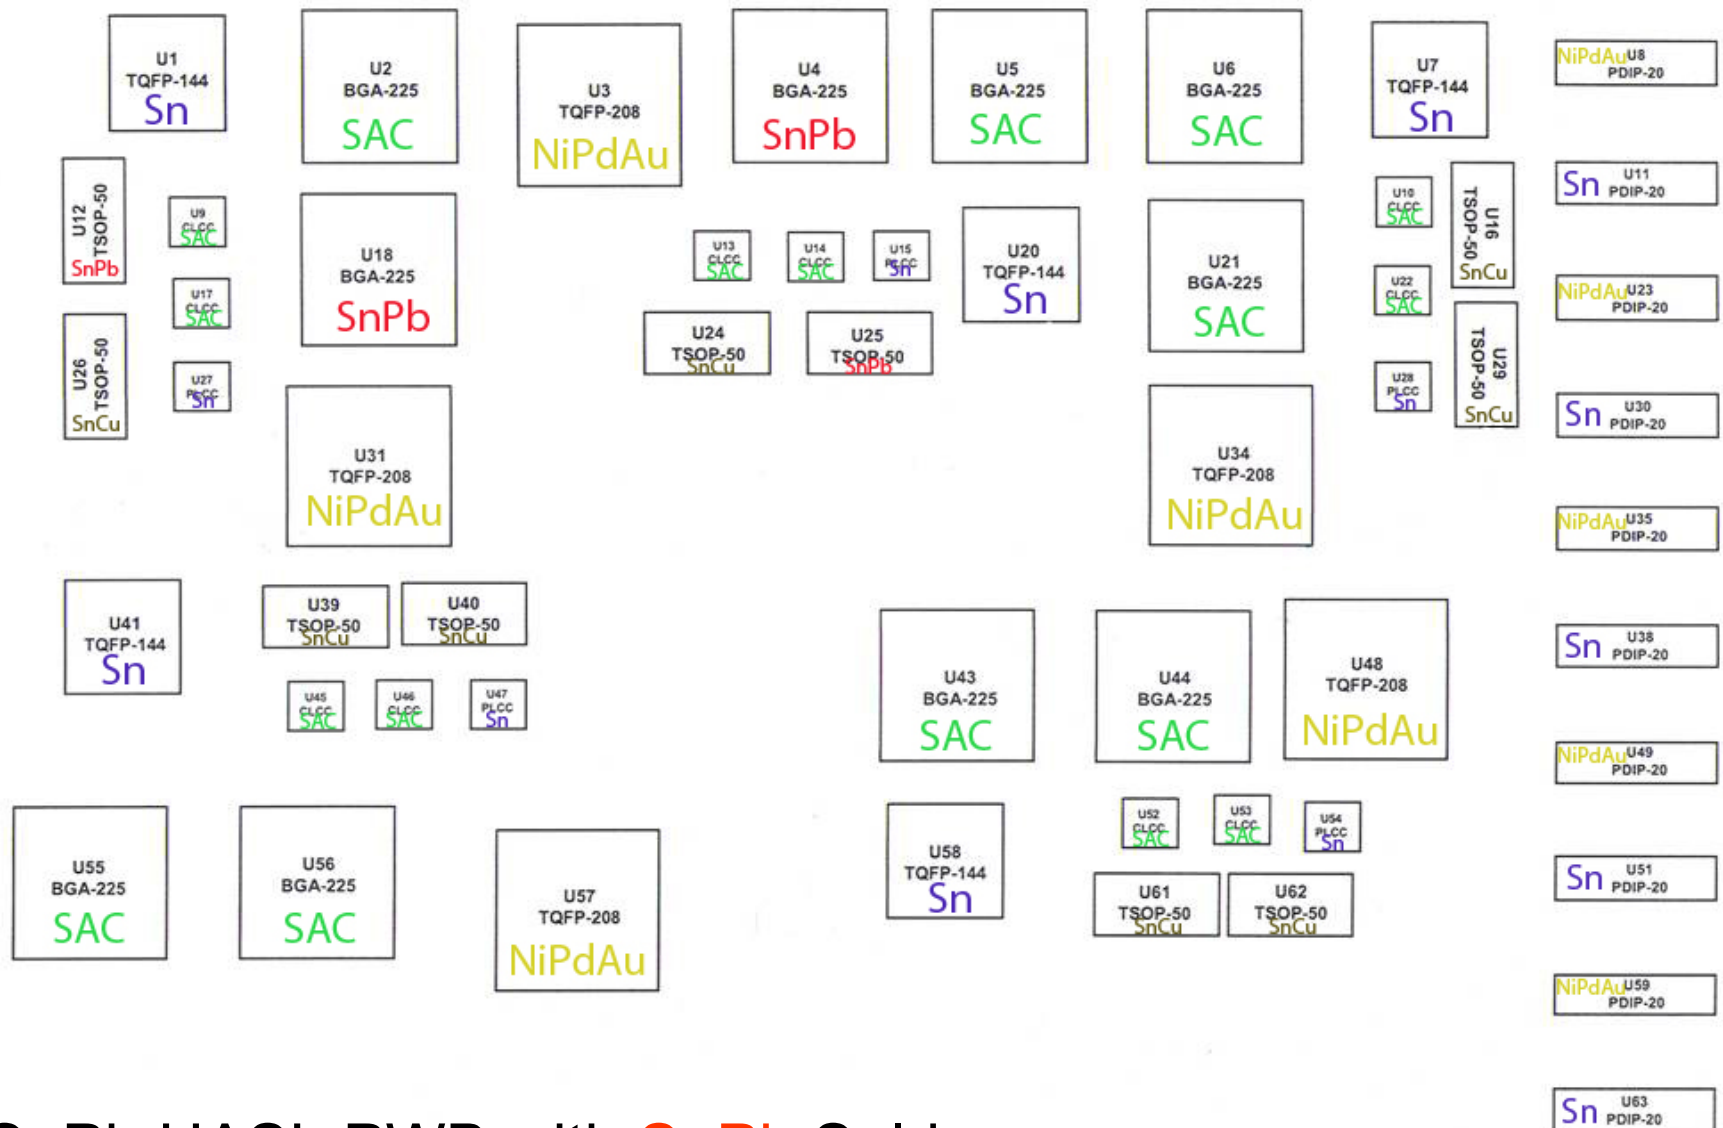 U1
TQFP-144
Sn
U2
BGA-225
SAC
U3
TQFP-208
NiPdAu
U4
BGA-225
SnPb
U5
BGA-225
SAC
U6
BGA-225
SAC
U7
TQFP-144
Sn
NiPdAu U8
PDIP-20
U12
TSOP-50
SnPb
U9
CLCC
SAC
U18
BGA-225
SnPb
U13
CLCC
SAC
U14
CLCC
SAC
U15
PLCC
Sn
U20
TQFP-144
Sn
U21
BGA-225
SAC
U10
CLCC
SAC
U16
TSOP-50
SnCu
Sn U11
PDIP-20
U17
CLCC
SAC
U24
TSOP-50
SnCu
U25
TSOP-50
SnPb
U22
CLCC
SAC
NiPdAu U23
PDIP-20
U26
TSOP-50
SnCu
U27
PLCC
Sn
U28
PLCC
Sn
U29
TSOP-50
SnCu
Sn U30
PDIP-20
U31
TQFP-208
NiPdAu
U34
TQFP-208
NiPdAu
NiPdAu U35
PDIP-20
U41
TQFP-144
Sn
U39
TSOP-50
SnCu
U40
TSOP-50
SnCu
Sn U38
PDIP-20
U45
CLCC
SAC
U46
CLCC
SAC
U47
PLCC
Sn
U43
BGA-225
SAC
U44
BGA-225
SAC
U48
TQFP-208
NiPdAu
NiPdAu U49
PDIP-20
U55
BGA-225
SAC
U56
BGA-225
SAC
U57
TQFP-208
NiPdAu
U58
TQFP-144
Sn
U52
CLCC
SAC
U53
CLCC
SAC
U54
PLCC
Sn
Sn U51
PDIP-20
U61
TSOP-50
SnCu
U62
TSOP-50
SnCu
NiPdAu U59
PDIP-20
Sn U63
PDIP-20